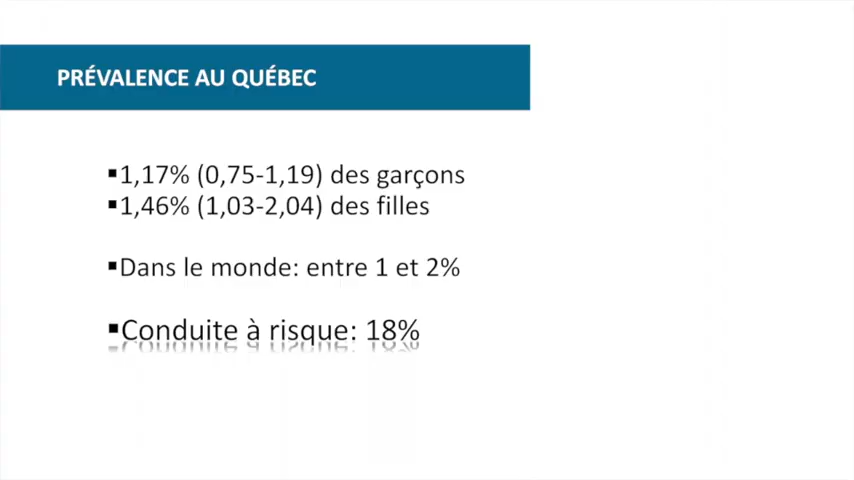 PRÉVALENCE AU QUÉBEC
▪1,17% (0,75-1,19) des garçons
▪1,46% (1,03-2,04) des filles
▪Dans le monde: entre 1 et 2%
▪Conduite à risque: 18%